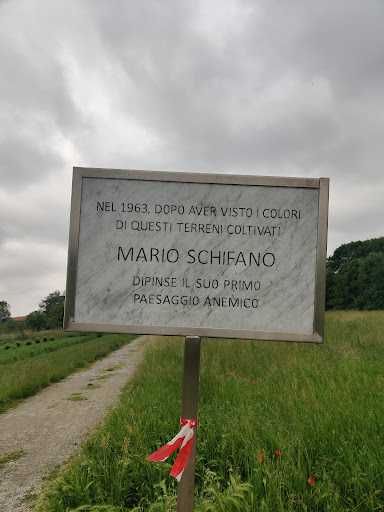 NEL 1963, DOPO AVER VISTO I COLORI
DI QUESTI TERRENI COLTIVATI
MARIO SCHIFANO
DIPINSE IL SUO PRIMO
PAESAGGIO ANEMICO